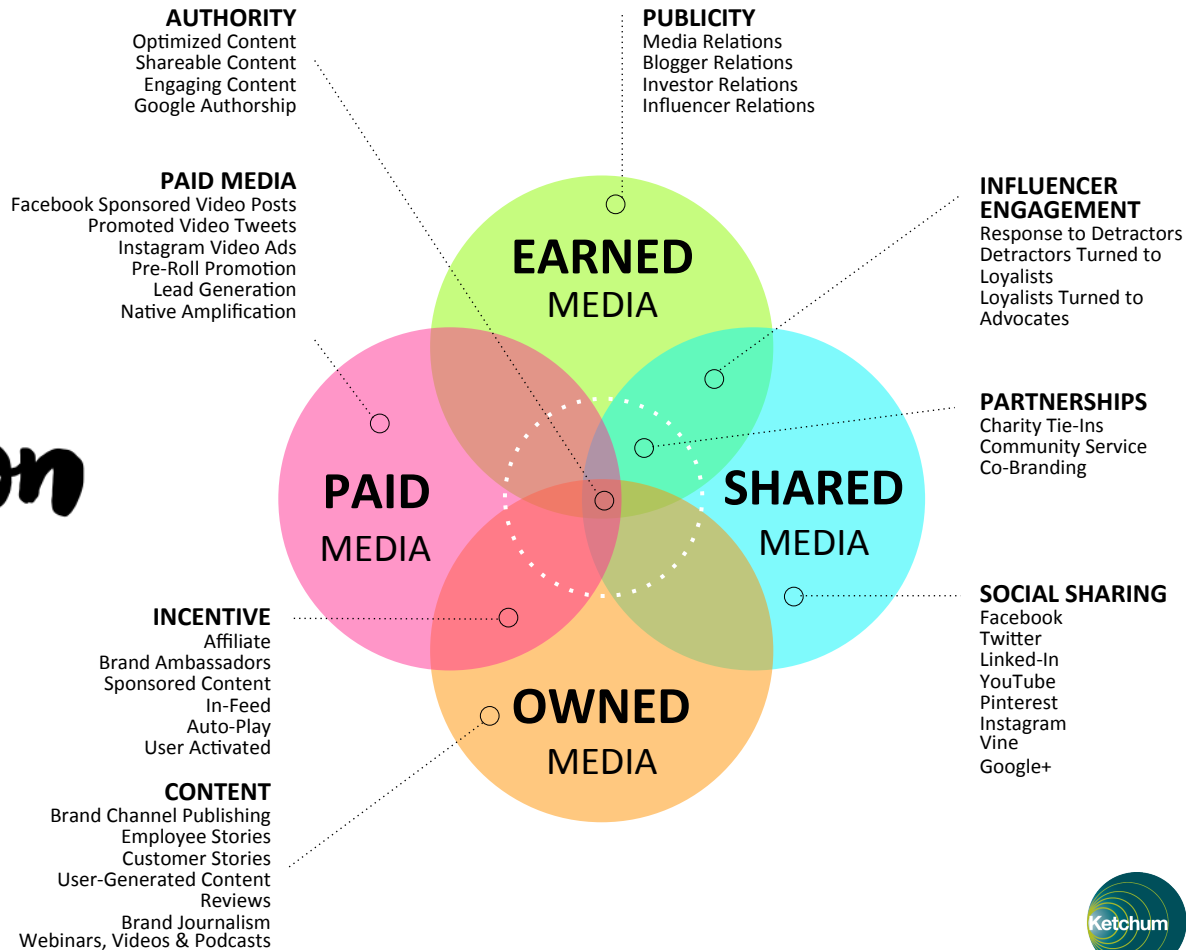 AUTHORITY
Optimized Content
Shareable Content
Engaging Content
Google Authorship
PUBLICITY
Media Relations
Blogger Relations
Investor Relations
Influencer Relations
PAID MEDIA
Facebook Sponsored Video Posts
Promoted Video Tweets
Instagram Video Ads
Pre-Roll Promotion
Lead Generation
Native Amplification
INFLUENCER
ENGAGEMENT
Response to Detractors
Detractors Turned to
Loyalists
Loyalists Turned to
Advocates
EARNED
MEDIA
PARTNERSHIPS
Charity Tie-Ins
Community Service
Co-Branding
on
PAID
MEDIA
SHARED
MEDIA
INCENTIVE
Affiliate
Brand Ambassadors
Sponsored Content
In-Feed
Auto-Play
User Activated
SOCIAL SHARING
Facebook
Twitter
Linked-In
YouTube
Pinterest
Instagram
Vine
Google+
OWNED
MEDIA
CONTENT
Brand Channel Publishing
Employee Stories
Customer Stories
User-Generated Content
Reviews
Brand Journalism
Webinars, Videos & Podcasts
Ketchum